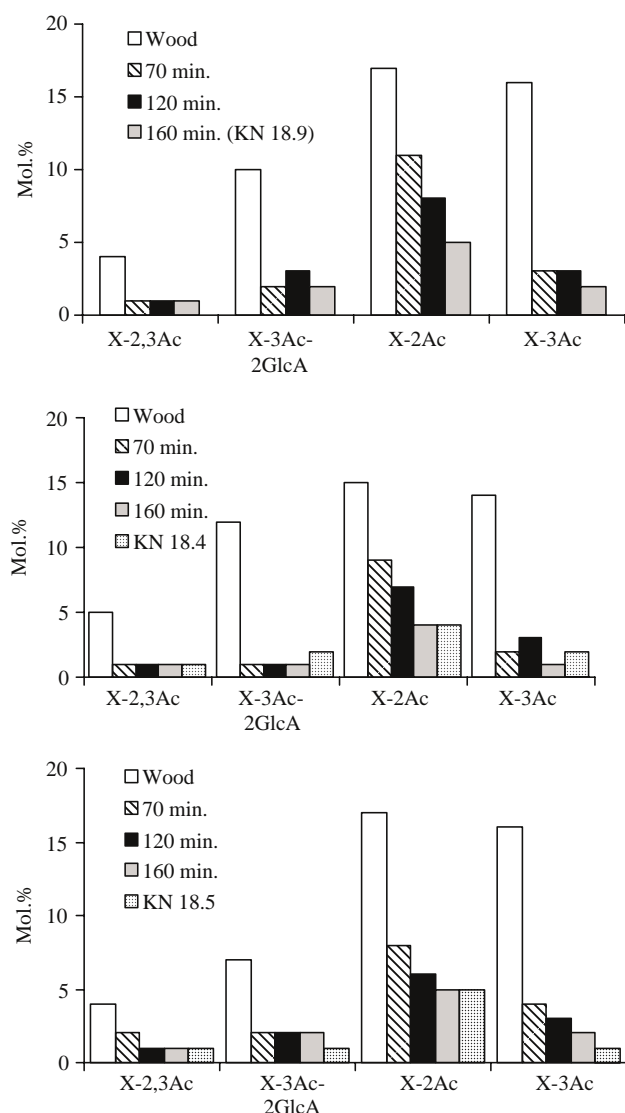 20
15
10
5
0
Mol.%
Wood
70 min.
120 min.
160 min. (KN 18.9)
X-2,3Ac
X-3Ac-
2GlcA
X-2Ac
X-3Ac
20
15
10
5
0
Mol.%
Wood
70 min.
120 min.
160 min.
KN 18.4
X-2,3Ac
X-3Ac-
2GlcA
X-2Ac
X-3Ac
20
15
10
5
0
Mol.%
Wood
70 min.
120 min.
160 min.
KN 18.5
X-2,3Ac
X-3Ac-
2GlcA
X-2Ac
X-3Ac